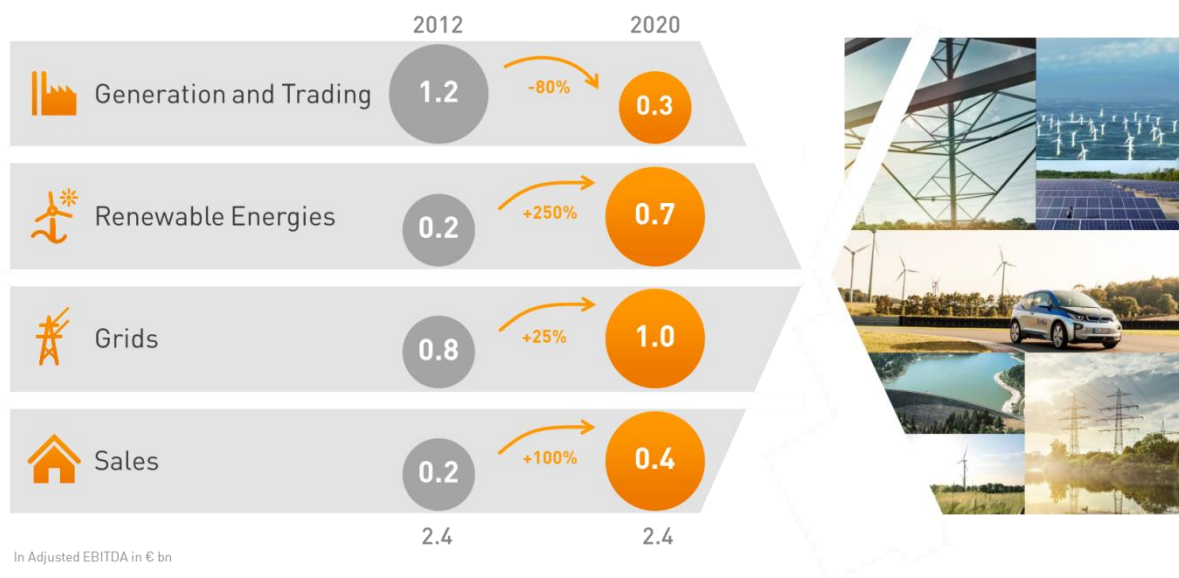 2012 2020
Generation and Trading 1.2 -80% 0.3
Renewable Energies 0.2 +250% 0.7
Grids 0.8 +25% 1.0
Sales 0.2 +100% 0.4
2.4 2.4
In Adjusted EBITDA in € bn